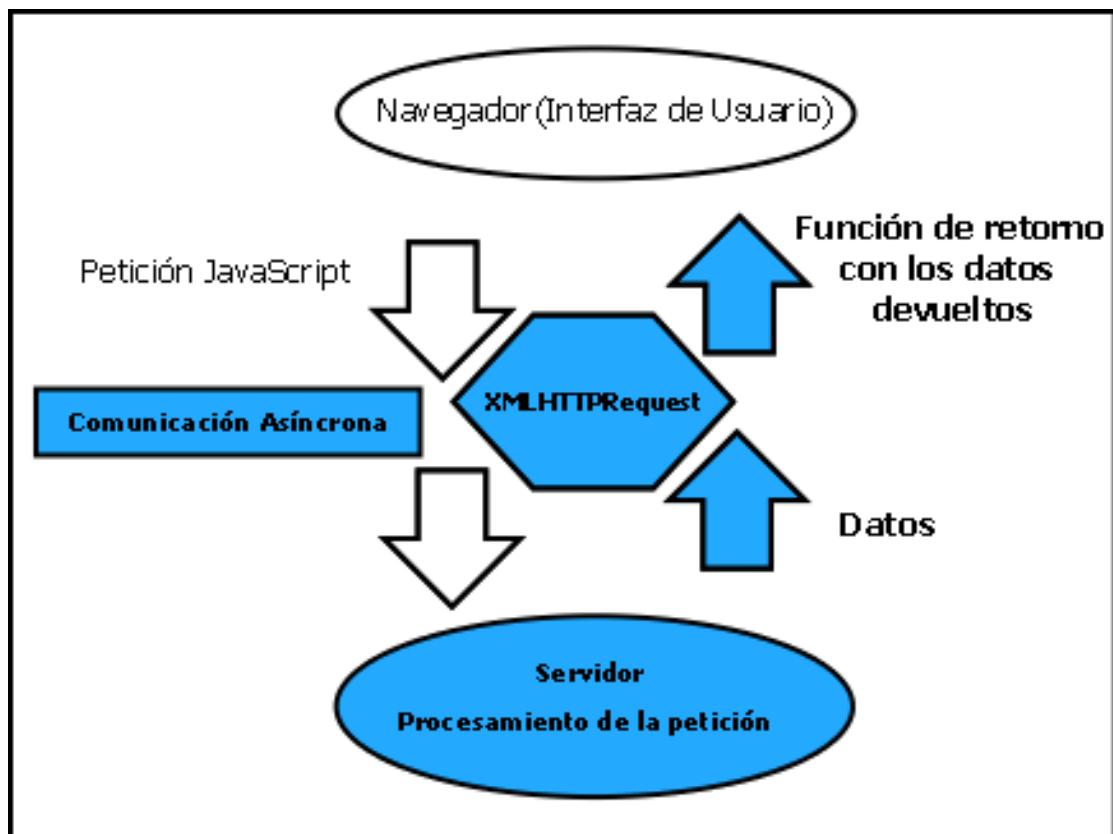 Navegador(Interfaz de Usuario)
Petición JavaScript
Función de retorno
con los datos
devueltos
XMLHTTPRequest
Comunicación Asíncrona
Datos
Servidor
Procesamiento de la petición